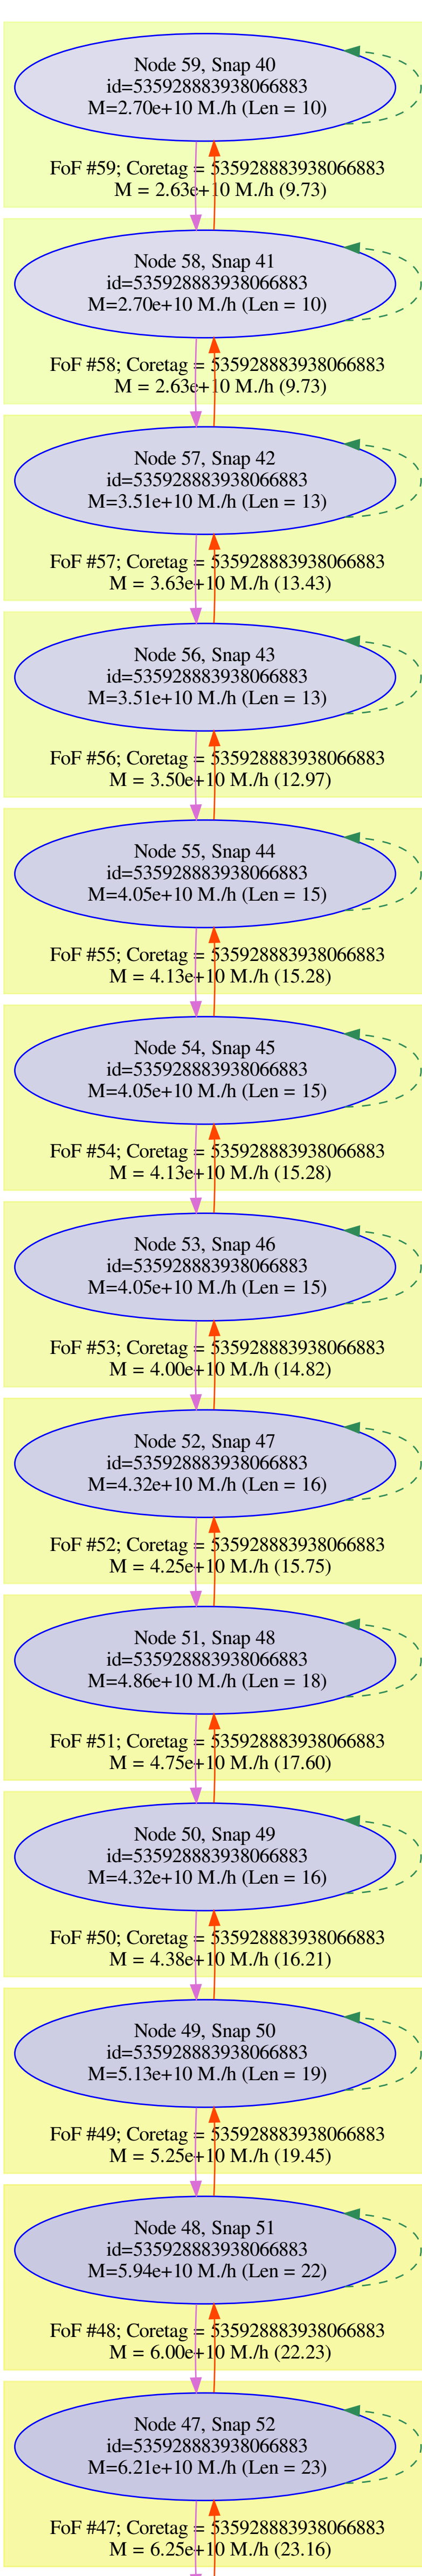 Node 59, Snap 40
id=535928883938066883
M=2.70e+10 M./h (Len = 10)
FoF #59; Coretag = 535928883938066883
M = 2.63e+10 M./h (9.73)
Node 58, Snap 41
id=535928883938066883
M=2.70e+10 M./h (Len = 10)
FoF #58; Coretag = 535928883938066883
M = 2.63e+10 M./h (9.73)
Node 57, Snap 42
id=535928883938066883
M=3.51e+10 M./h (Len = 13)
FoF #57; Coretag = 535928883938066883
M = 3.63e+10 M./h (13.43)
Node 56, Snap 43
id=535928883938066883
M=3.51e+10 M./h (Len = 13)
FoF #56; Coretag = 535928883938066883
M = 3.50e+10 M./h (12.97)
Node 55, Snap 44
id=535928883938066883
M=4.05e+10 M./h (Len = 15)
FoF #55; Coretag = 535928883938066883
M = 4.13e+10 M./h (15.28)
Node 54, Snap 45
id=535928883938066883
M=4.05e+10 M./h (Len = 15)
FoF #54; Coretag = 535928883938066883
M = 4.13e+10 M./h (15.28)
Node 53, Snap 46
id=535928883938066883
M=4.05e+10 M./h (Len = 15)
FoF #53; Coretag = 535928883938066883
M = 4.00e+10 M./h (14.82)
Node 52, Snap 47
id=535928883938066883
M=4.32e+10 M./h (Len = 16)
FoF #52; Coretag = 535928883938066883
M = 4.25e+10 M./h (15.75)
Node 51, Snap 48
id=535928883938066883
M=4.86e+10 M./h (Len = 18)
FoF #51; Coretag = 535928883938066883
M = 4.75e+10 M./h (17.60)
Node 50, Snap 49
id=535928883938066883
M=4.32e+10 M./h (Len = 16)
FoF #50; Coretag = 535928883938066883
M = 4.38e+10 M./h (16.21)
Node 49, Snap 50
id=535928883938066883
M=5.13e+10 M./h (Len = 19)
FoF #49; Coretag = 535928883938066883
M = 5.25e+10 M./h (19.45)
Node 48, Snap 51
id=535928883938066883
M=5.94e+10 M./h (Len = 22)
FoF #48; Coretag = 535928883938066883
M = 6.00e+10 M./h (22.23)
Node 47, Snap 52
id=535928883938066883
M=6.21e+10 M./h (Len = 23)
FoF #47; Coretag = 535928883938066883
M = 6.25e+10 M./h (23.16)